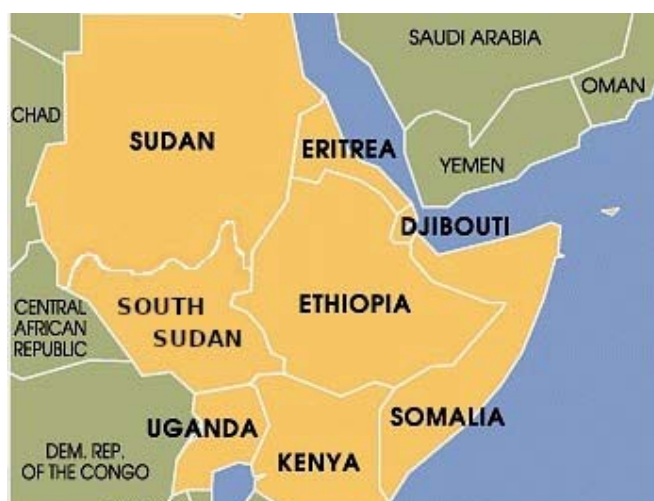 SAUDI ARABIA
OMAN
CHAD
SUDAN
ERITREA
YEMEN
DJIBOUTI
CENTRAL
AFRICAN
REPUBLIC
SOUTH
SUDAN
ETHIOPIA
UGANDA
SOMALIA
DEM. REP.
OF THE CONGO
KENYA